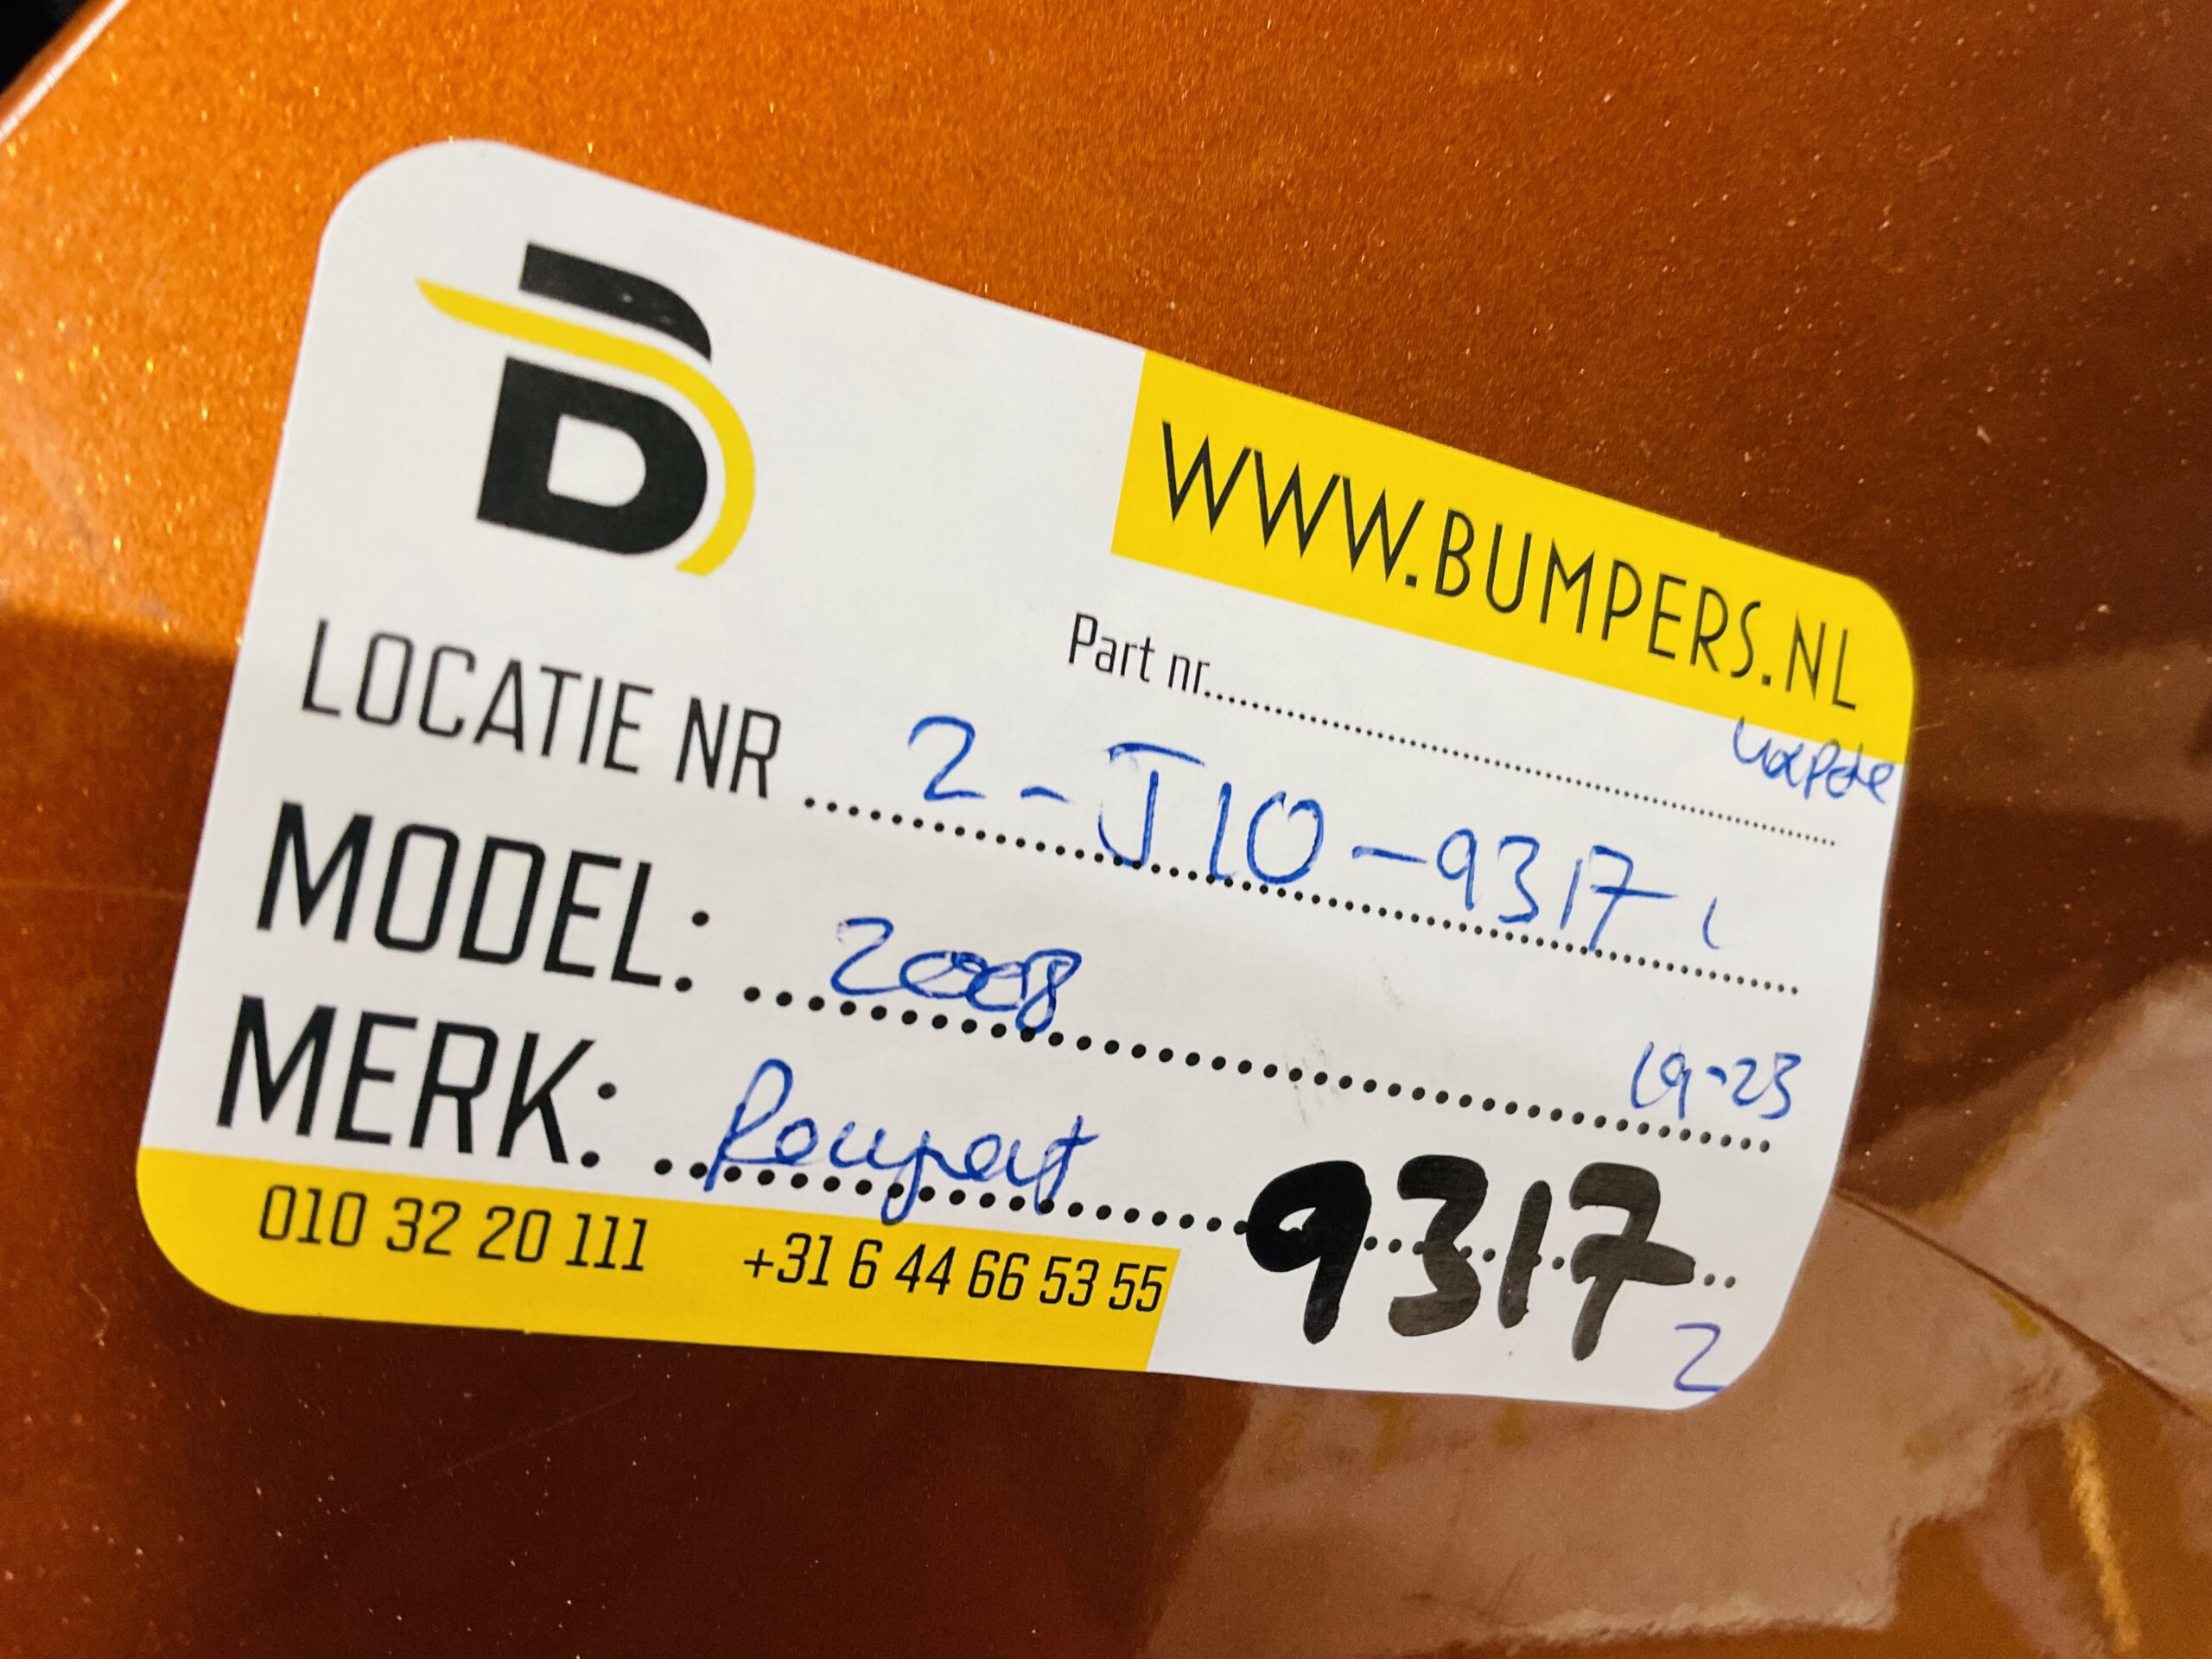 B
WWW.BUMPERS.NL
Part nr.
LOCATIE NR 2-J10-9317
MODEL: 2008
19-23
MERK: Peugeot
9317
2
010 32 20 111 +31 6 44 66 53 55